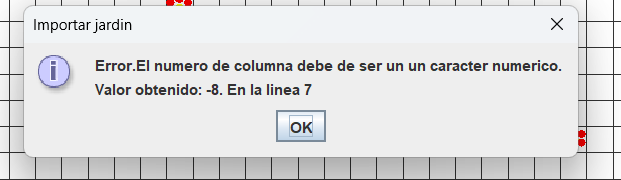 Importar jardin
Error.El numero de columna debe de ser un un caracter numerico.
Valor obtenido: -8. En la linea 7
OK